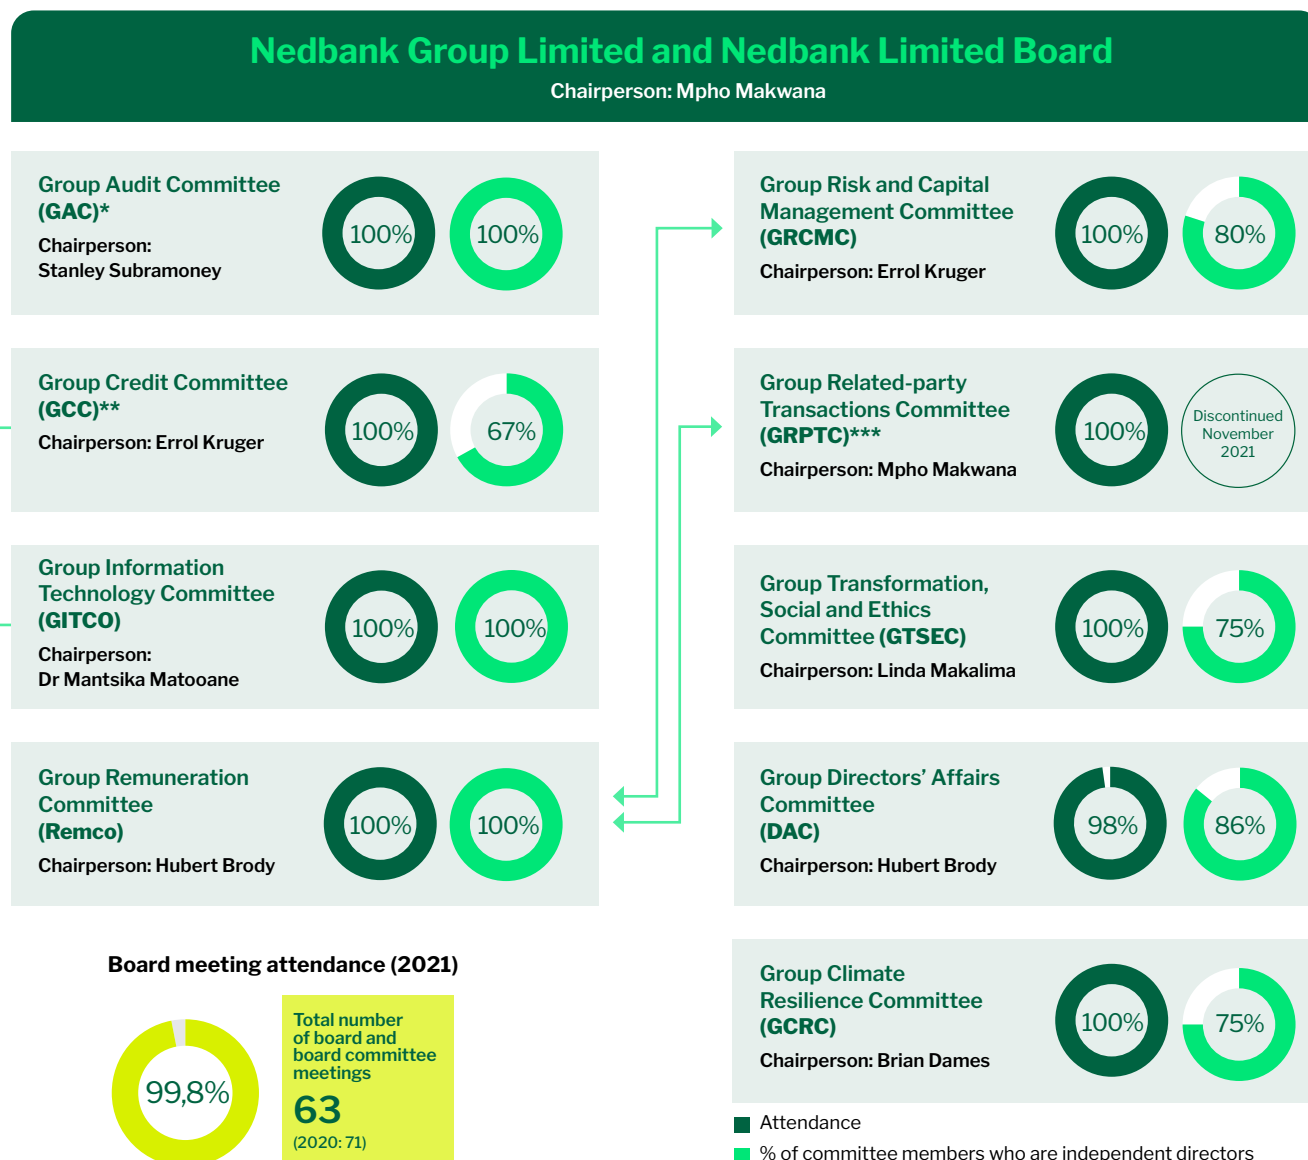 Nedbank Group Limited and Nedbank Limited Board
Chairperson: Mpho Makwana
Group Audit Committee
(GAC)*
Chairperson:
Stanley Subramoney
100%
100%
Group Credit Committee
(GCC)**
Chairperson: Errol Kruger
100%
67%
Group Information
Technology Committee
(GITCO)
Chairperson:
Dr Mantsika Matooane
100%
100%
Group Remuneration
Committee
(Remco)
Chairperson: Hubert Brody
100%
100%
Group Risk and Capital
Management Committee
(GRCMC)
Chairperson: Errol Kruger
100%
80%
Group Related-party
Transactions Committee
(GRPTC)***
Chairperson: Mpho Makwana
100%
Discontinued
November
2021
Group Transformation,
Social and Ethics
Committee (GTSEC)
Chairperson: Linda Makalima
100%
75%
Group Directors’ Affairs
Committee
(DAC)
Chairperson: Hubert Brody
98%
86%
Group Climate
Resilience Committee
(GCRC)
Chairperson: Brian Dames
100%
75%
Board meeting attendance (2021)
99,8%
Total number
of board and
board committee
meetings
63
(2020: 71)
Attendance
% of committee members who are independent directors